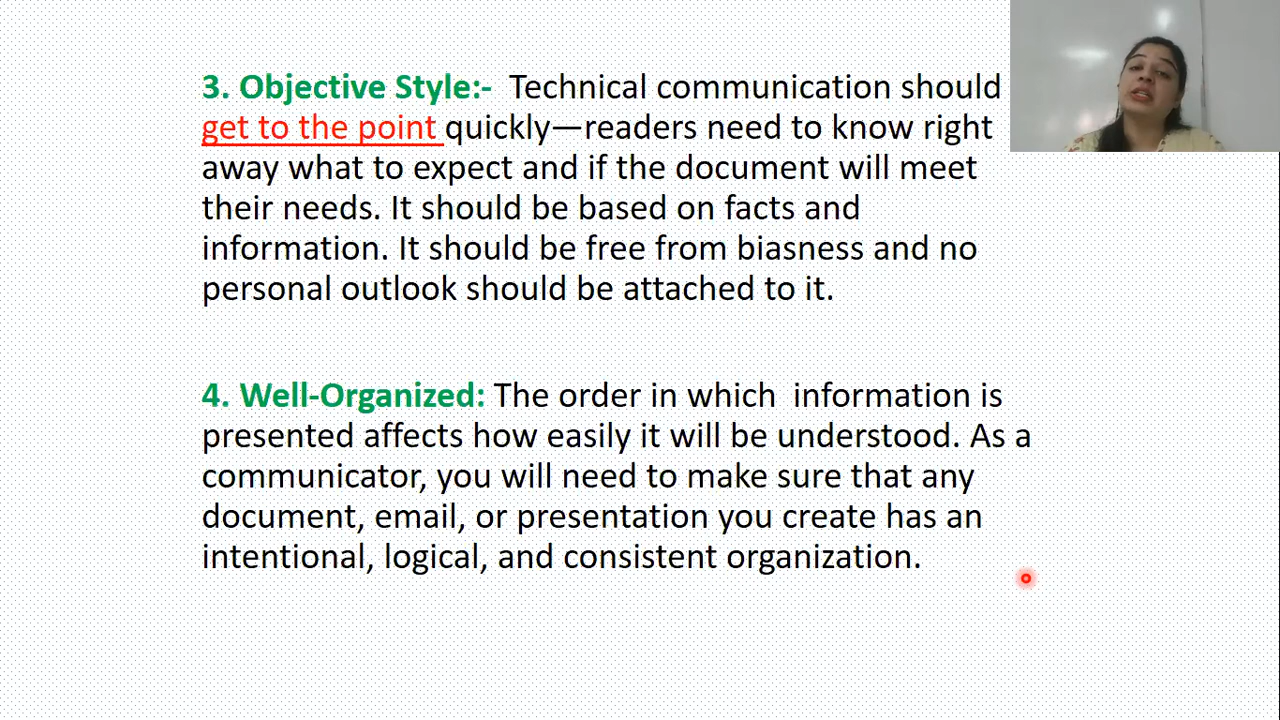 3. Objective Style:- Technical communication should
get to the point quickly—readers need to know right
away what to expect and if the document will meet
their needs. It should be based on facts and
information. It should be free from biasness and no
personal outlook should be attached to it.
4. Well-Organized: The order in which information is
presented affects how easily it will be understood. As a
communicator, you will need to make sure that any
document, email, or presentation you create has an
intentional, logical, and consistent organization.